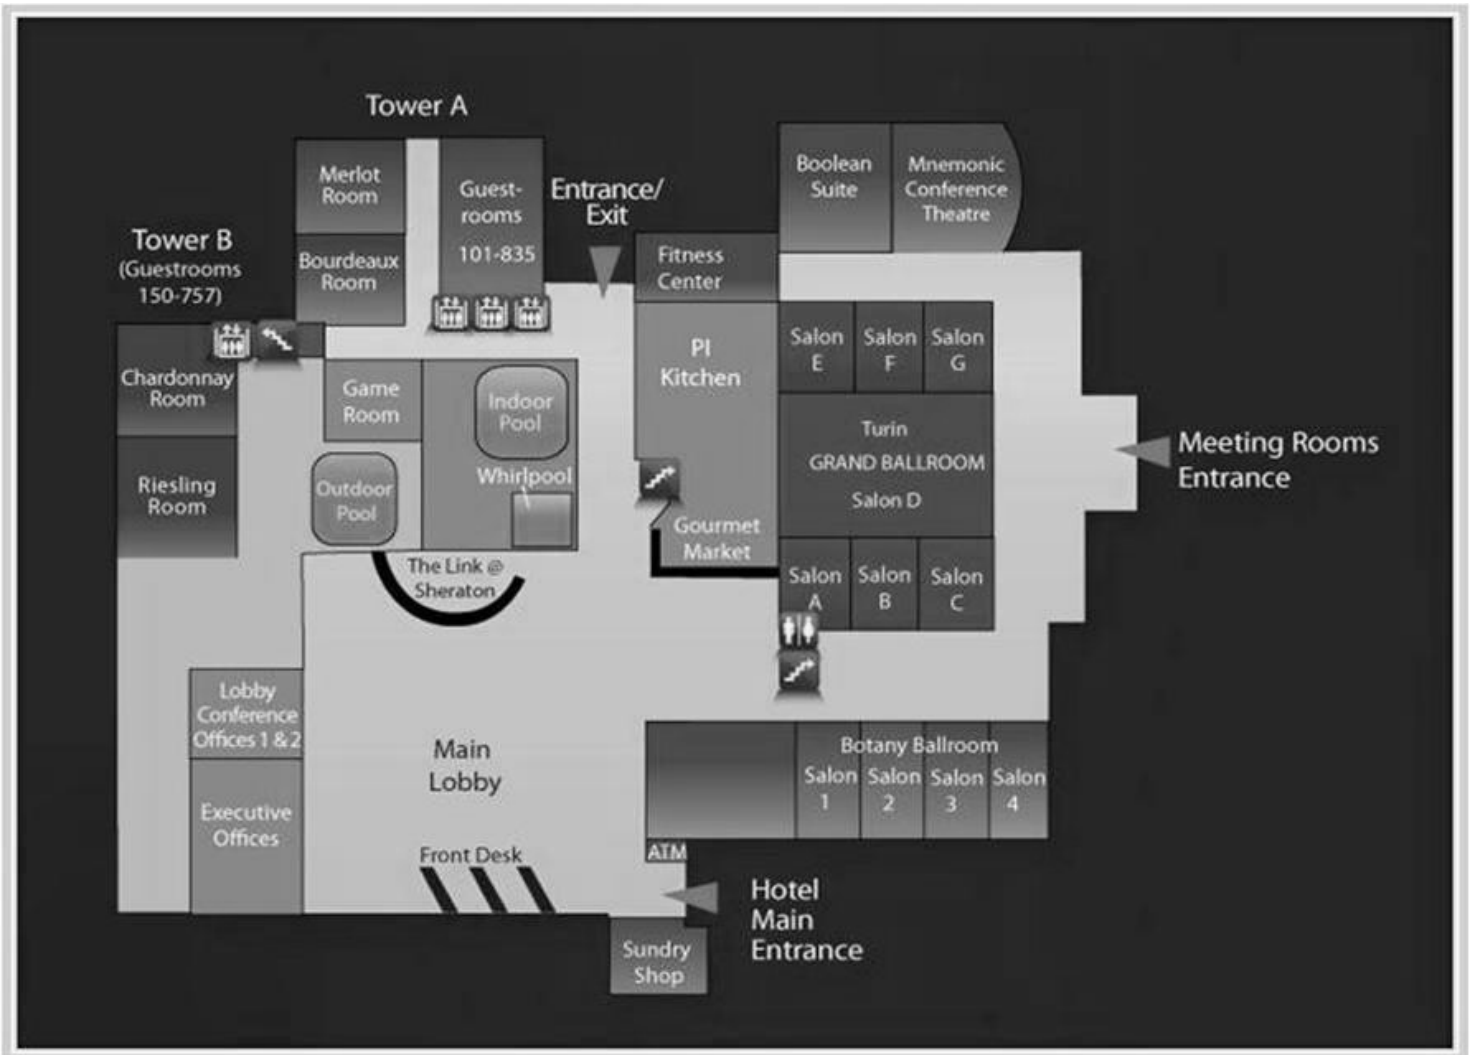 Tower A
Merlot
Room
Guest-
rooms
101-835
Entrance/
Exit
Boolean
Suite
Mnemonic
Conference
Theatre
Tower B
(Guestrooms
150-757)
Bourdeaux
Room
Fitness
Center
Chardonnay
Room
Game
Room
Indoor
Pool
PI
Kitchen
Salon
E
Salon
F
Salon
G
Turin
GRAND BALLROOM
Salon D
Meeting Rooms
Entrance
Riesling
Room
Outdoor
Pool
Whirlpool
Gourmet
Market
The Link @
Sheraton
Salon
A
Salon
B
Salon
C
Lobby
Conference
Offices 1 & 2
Main
Lobby
Botany Ballroom
Salon
1
Salon
2
Salon
3
Salon
4
Executive
Offices
Front Desk
ATM
Hotel
Main
Entrance
Sundry
Shop